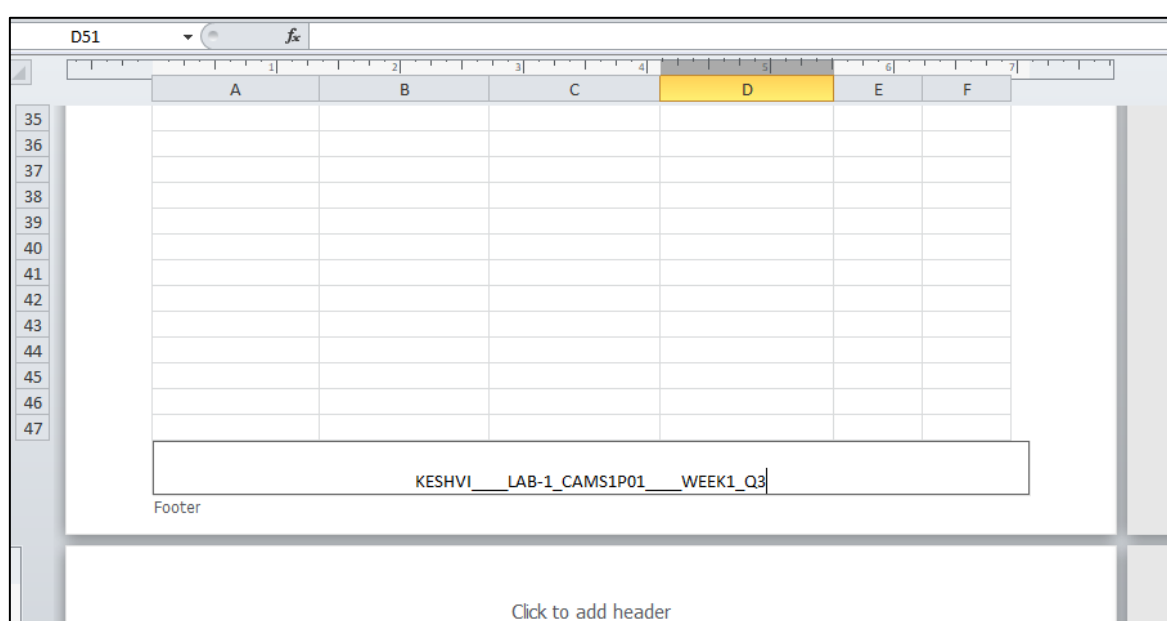 D51 fx
1 2 3 4 5 6 7
A B C D E F
35
36
37
38
39
40
41
42
43
44
45
46
47
KESHVI____LAB-1_CAMS1P01____WEEK1_Q3
Footer
Click to add header